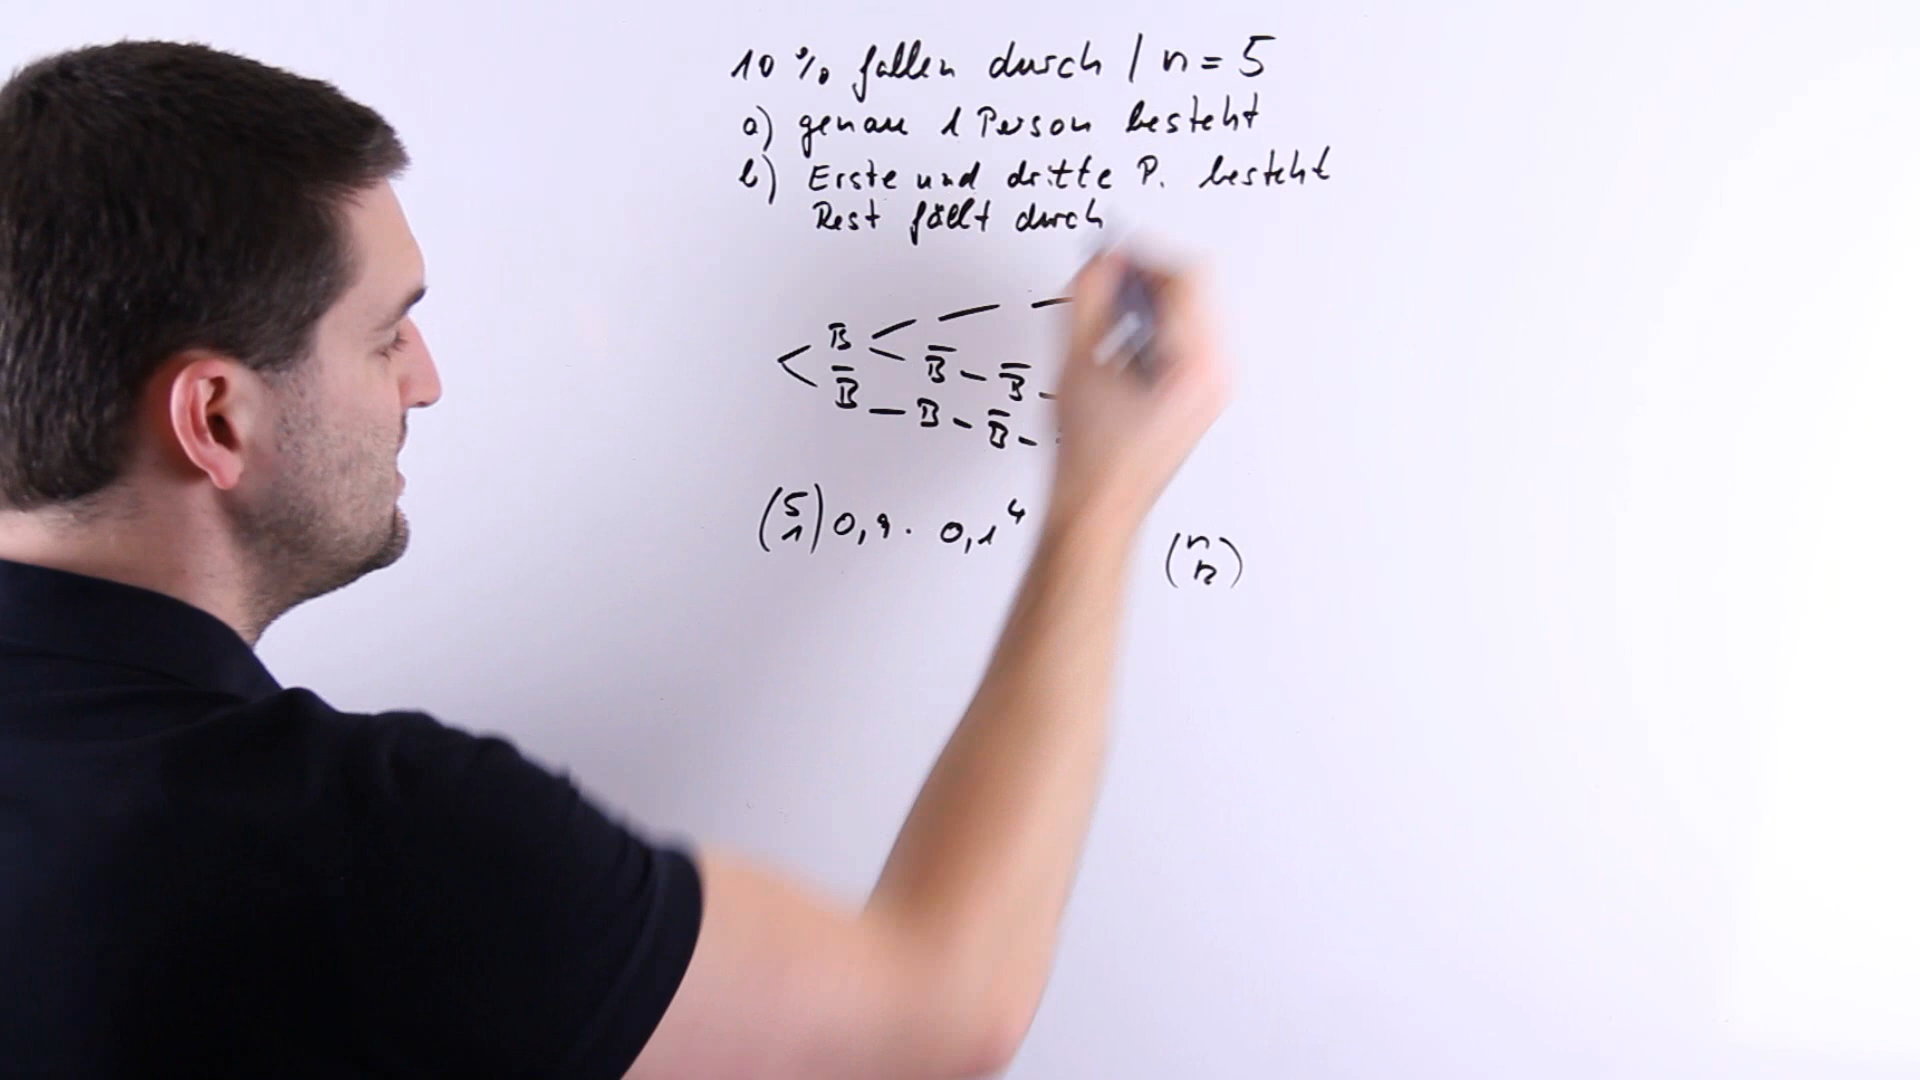 10 % fallen durch / n = 5
a) genau 1 Person besteht
b) Erste und dritte P. besteht
Rest fällt durch
B
B̅ - B̅ -
B̅ - B - B̅ -
(5 1) 0,9 · 0,1⁴
(n k)